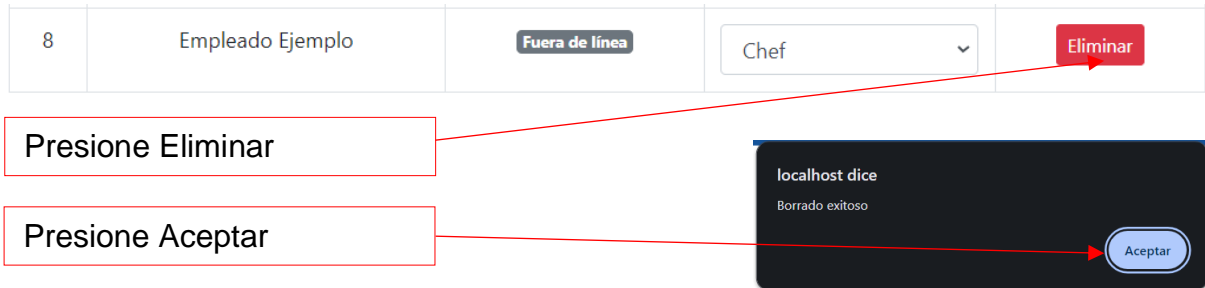 8 Empleado Ejemplo Fuera de línea Chef Eliminar
Presione Eliminar
localhost dice
Borrado exitoso
Presione Aceptar
Aceptar